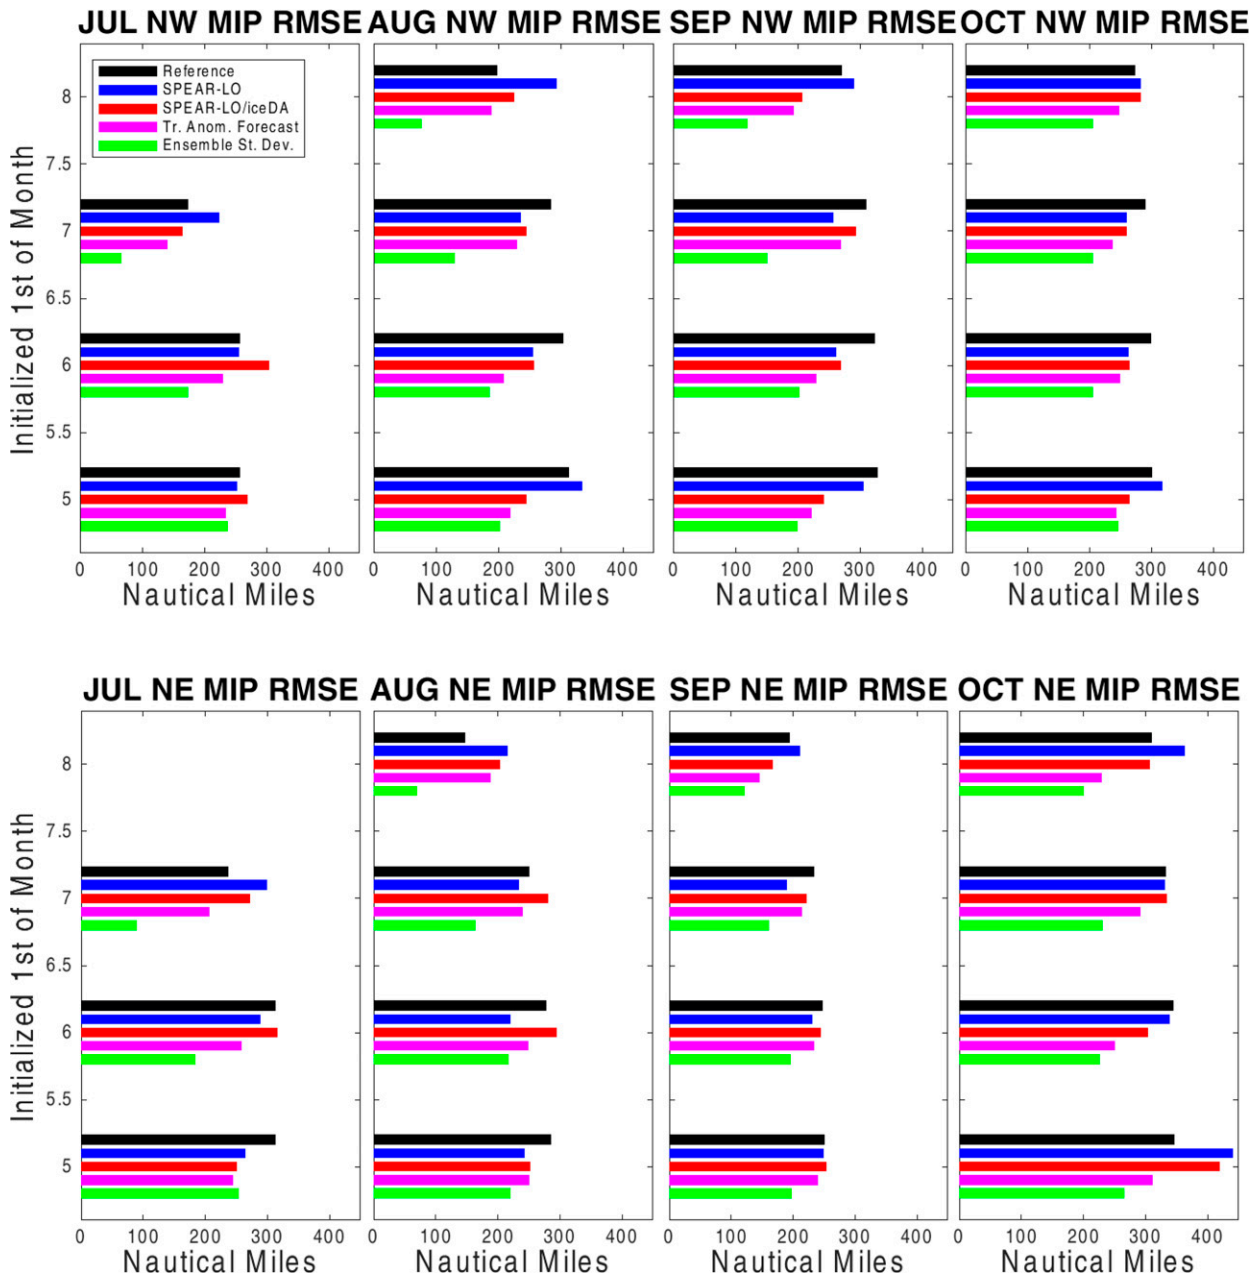 JUL NW MIP RMSE AUG NW MIP RMSE SEP NW MIP RMSE OCT NW MIP RMSE
Reference
SPEAR-LO
SPEAR-LO/iceDA
Tr. Anom. Forecast
Ensemble St. Dev.
Initialized 1st of Month
8
7.5
7
6.5
6
5.5
5
0 100 200 300 400 0 100 200 300 400 0 100 200 300 400 0 100 200 300 400
Nautical Miles Nautical Miles Nautical Miles Nautical Miles
JUL NE MIP RMSE AUG NE MIP RMSE SEP NE MIP RMSE OCT NE MIP RMSE
Initialized 1st of Month
8
7.5
7
6.5
6
5.5
5
0 100 200 300 400 0 100 200 300 400 0 100 200 300 400 0 100 200 300 400
Nautical Miles Nautical Miles Nautical Miles Nautical Miles